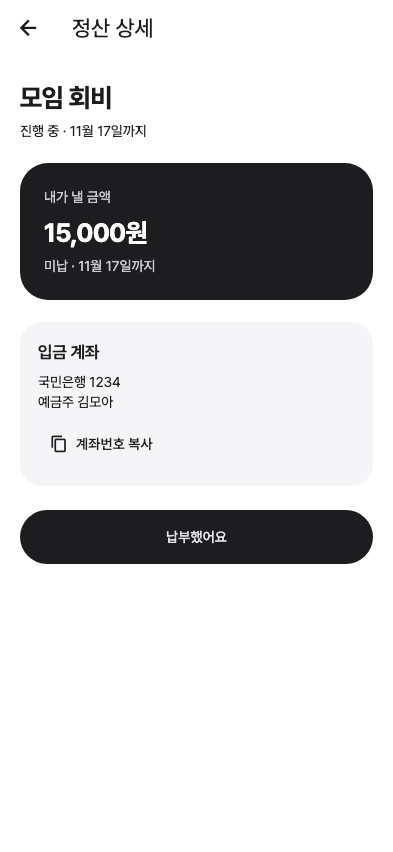 정산 상세
모임 회비
진행 중 · 11월 17일까지
내가 낼 금액
15,000원
미납 · 11월 17일까지
입금 계좌
국민은행 1234
예금주 김모아
계좌번호 복사
납부했어요